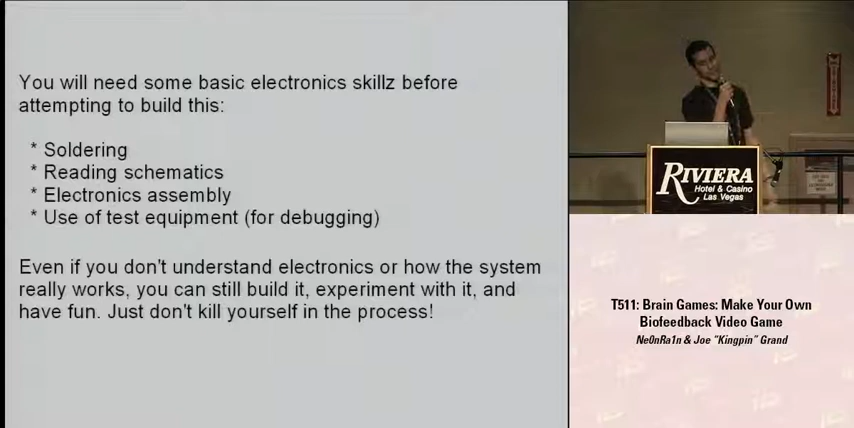 You will need some basic electronics skillz before
attempting to build this:
* Soldering
* Reading schematics
* Electronics assembly
* Use of test equipment (for debugging)
Even if you don't understand electronics or how the system
really works, you can still build it, experiment with it, and
have fun. Just don't kill yourself in the process!
RIVIERA
Hotel & Casino
Las Vegas
T511: Brain Games: Make Your Own
Biofeedback Video Game
Ne0nRa1n & Joe "Kingpin" Grand